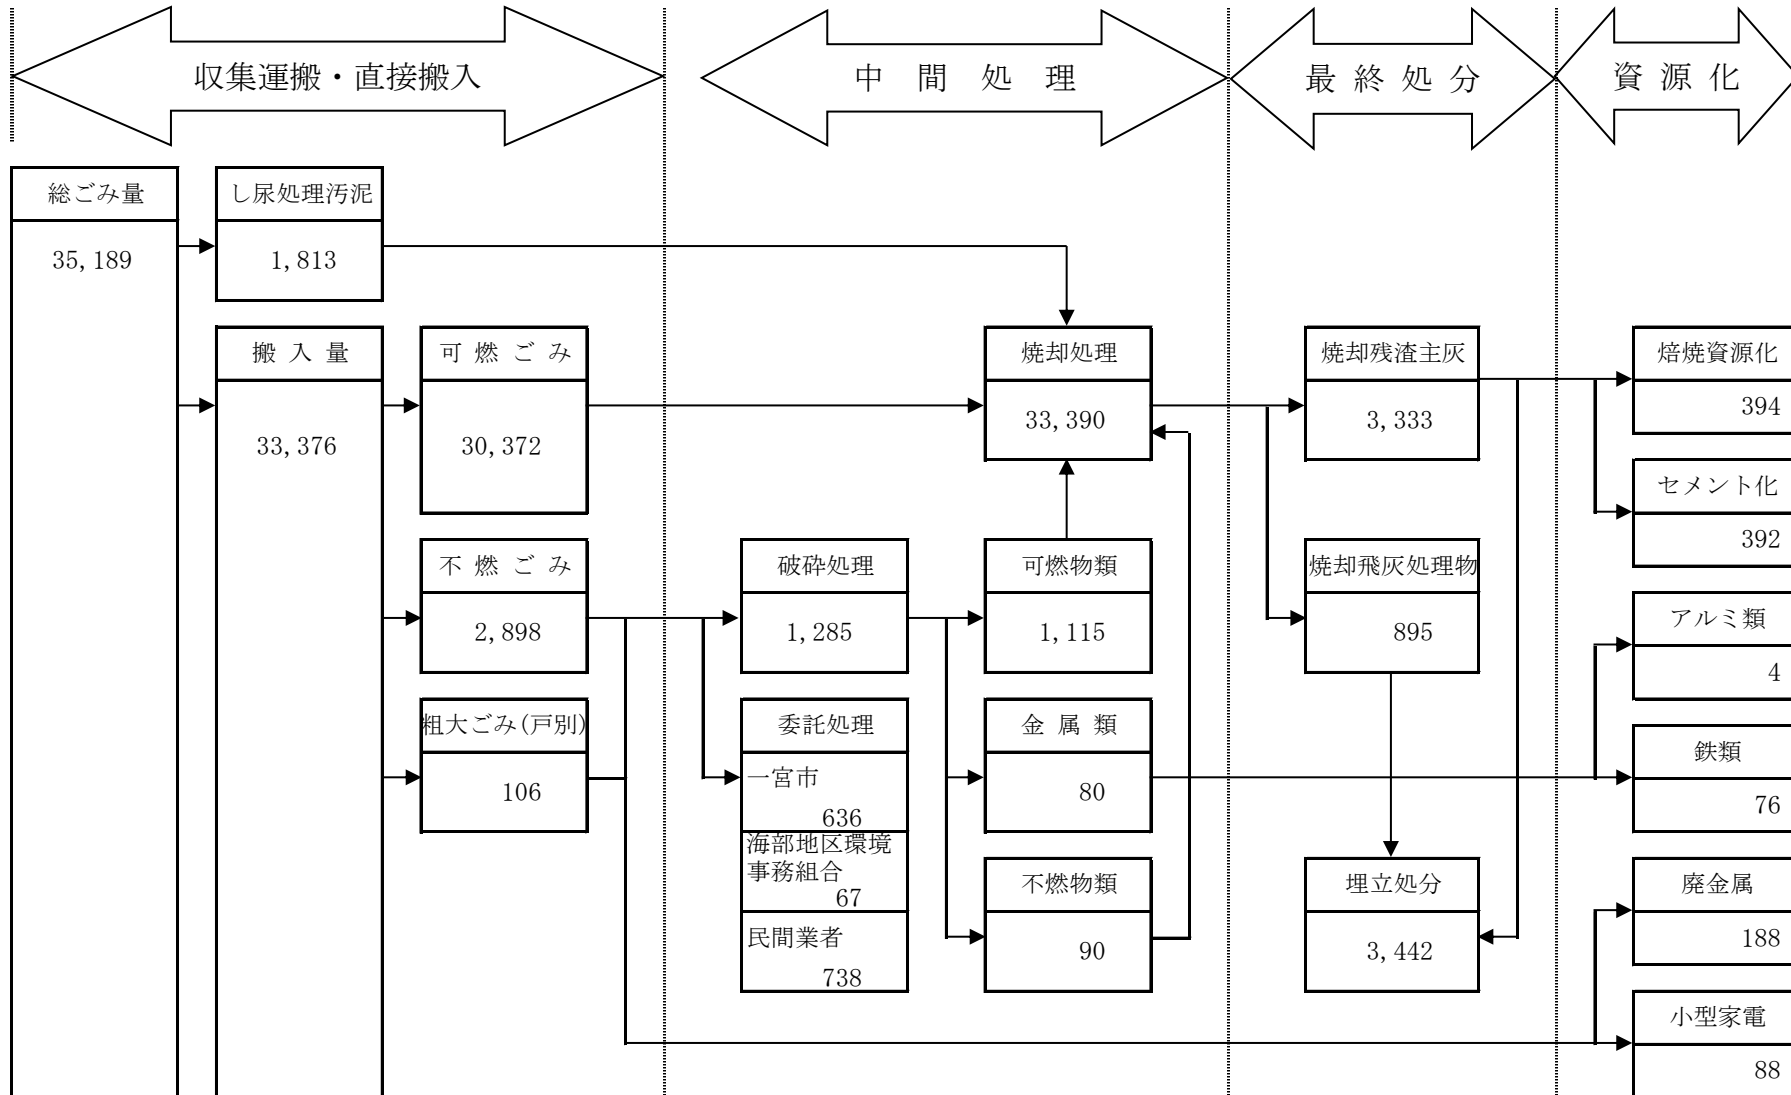 収集運搬・直接搬入
中間処理
最終処分
資源化
総ごみ量
35,189
し尿処理汚泥
1,813
搬入量
33,376
可燃ごみ
30,372
不燃ごみ
2,898
粗大ごみ(戸別)
106
破砕処理
1,285
委託処理
一宮市
636
海部地区環境
事務組合
67
民間業者
738
焼却処理
33,390
可燃物類
1,115
金属類
80
不燃物類
90
焼却残渣主灰
3,333
焼却飛灰処理物
895
埋立処分
3,442
焙焼資源化
394
セメント化
392
アルミ類
4
鉄類
76
廃金属
188
小型家電
88